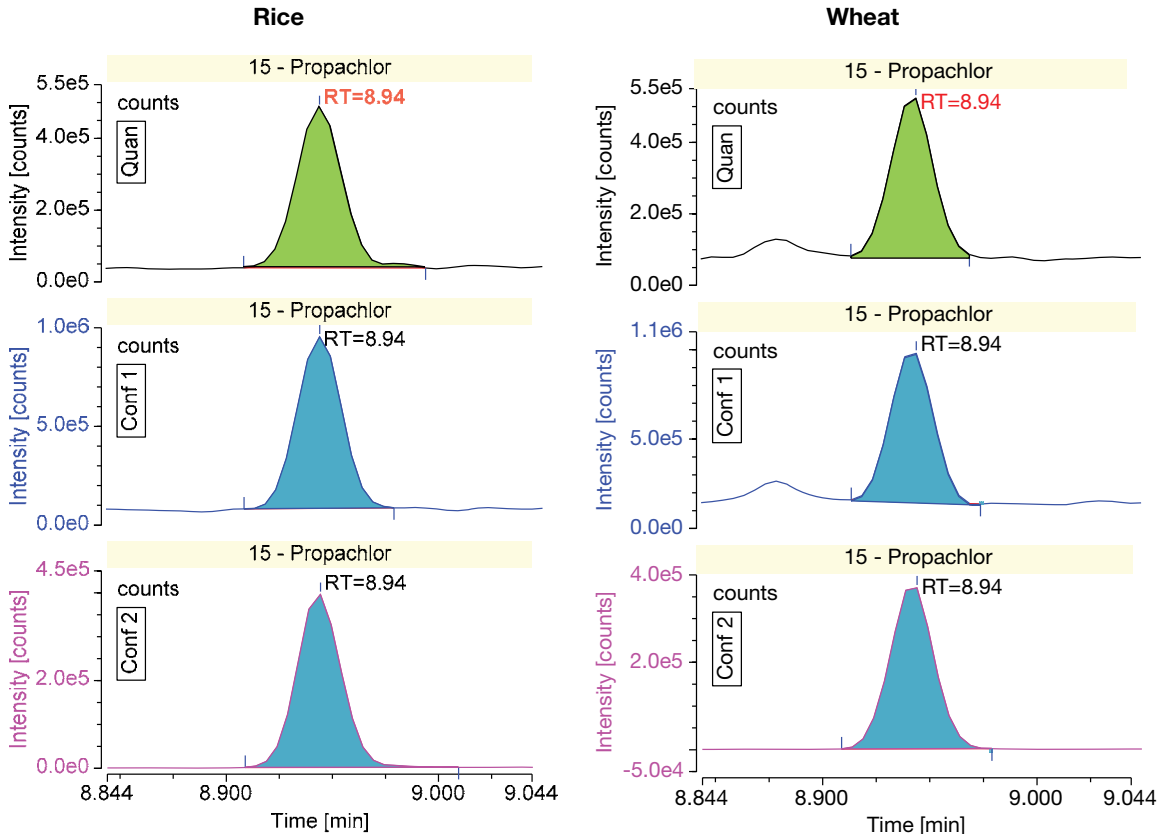 Rice
15 - Propachlor
5.5e5
counts
RT=8.94
Quan
4.0e5
2.0e5
0.0e0
Intensity [counts]
15 - Propachlor
1.0e6
counts
RT=8.94
Conf 1
5.0e5
0.0e0
Intensity [counts]
15 - Propachlor
4.5e5
counts
RT=8.94
Conf 2
2.0e5
0.0e0
Intensity [counts]
8.844 8.900 9.000 9.044
Time [min]
Wheat
15 - Propachlor
5.5e5
counts
RT=8.94
Quan
4.0e5
2.0e5
0.0e0
Intensity [counts]
15 - Propachlor
1.1e6
counts
RT=8.94
Conf 1
5.0e5
0.0e0
Intensity [counts]
15 - Propachlor
4.0e5
counts
RT=8.94
Conf 2
2.0e5
-5.0e4
Intensity [counts]
8.844 8.900 9.000 9.044
Time [min]